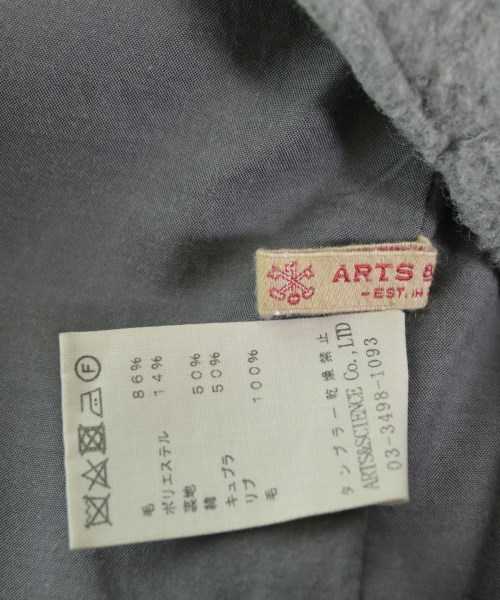 ARTS &
- EST. IN
毛 86%
ポリエステル 14%
裏地
綿 50%
キュプラ 50%
リブ
毛 100%
タンブラー乾燥禁止
ARTS&SCIENCE Co., LTD
03-3498-1093
F